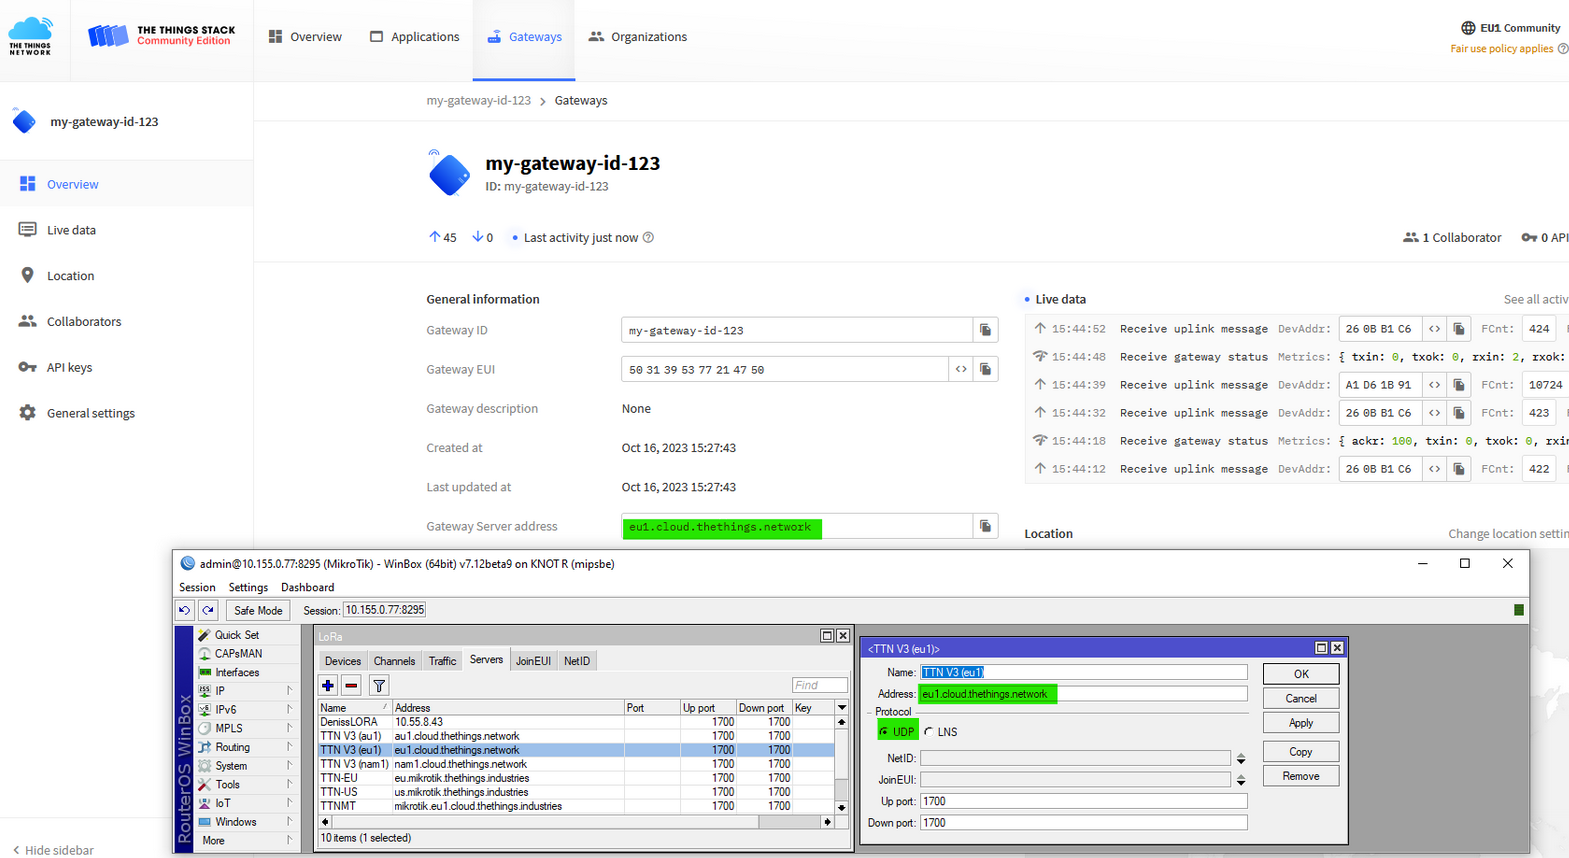 THE THINGS
NETWORK
THE THINGS STACK
Community Edition
Overview
Applications
Gateways
Organizations
EU1 Community
Fair use policy applies
my-gateway-id-123
Overview
Live data
Location
Collaborators
API keys
General settings
Hide sidebar
my-gateway-id-123 > Gateways
my-gateway-id-123
ID: my-gateway-id-123
45 0 Last activity just now
1 Collaborator 0 API
General information
Gateway ID my-gateway-id-123
Gateway EUI 50 31 39 53 77 21 47 50
Gateway description None
Created at Oct 16, 2023 15:27:43
Last updated at Oct 16, 2023 15:27:43
Gateway Server address eu1.cloud.thethings.network
Live data See all activ
15:44:52 Receive uplink message DevAddr: 26 0B B1 C6 <> FCnt: 424
15:44:48 Receive gateway status Metrics: { txin: 0, txok: 0, rxin: 2, rxok:
15:44:39 Receive uplink message DevAddr: A1 D6 1B 91 <> FCnt: 10724
15:44:32 Receive uplink message DevAddr: 26 0B B1 C6 <> FCnt: 423
15:44:18 Receive gateway status Metrics: { ackr: 100, txin: 0, txok: 0, rxin
15:44:12 Receive uplink message DevAddr: 26 0B B1 C6 <> FCnt: 422
Location Change location settin
admin@10.155.0.77:8295 (MikroTik) - WinBox (64bit) v7.12beta9 on KNOT R (mipsbe)
Session Settings Dashboard
Safe Mode Session: 10.155.0.77:8295
RouterOS WinBox
Quick Set
CAPsMAN
Interfaces
IP
IPv6
MPLS
Routing
System
Tools
IoT
Windows
More
LoRa
Devices Channels Traffic Servers JoinEUI NetID
Find
Name Address Port Up port Down port Key
DenissLORA 10.55.8.43 1700 1700
TTN V3 (au1) au1.cloud.thethings.network 1700 1700
TTN V3 (eu1) eu1.cloud.thethings.network 1700 1700
TTN V3 (nam1) nam1.cloud.thethings.network 1700 1700
TTN-EU eu.mikrotik.thethings.industries 1700 1700
TTN-US us.mikrotik.thethings.industries 1700 1700
TTNMT mikrotik.eu1.cloud.thethings.industries 1700 1700
10 items (1 selected)
<TTN V3 (eu1)>
Name: TTN V3 (eu1)
Address: eu1.cloud.thethings.network
Protocol
UDP LNS
NetID:
JoinEUI:
Up port: 1700
Down port: 1700
OK
Cancel
Apply
Copy
Remove